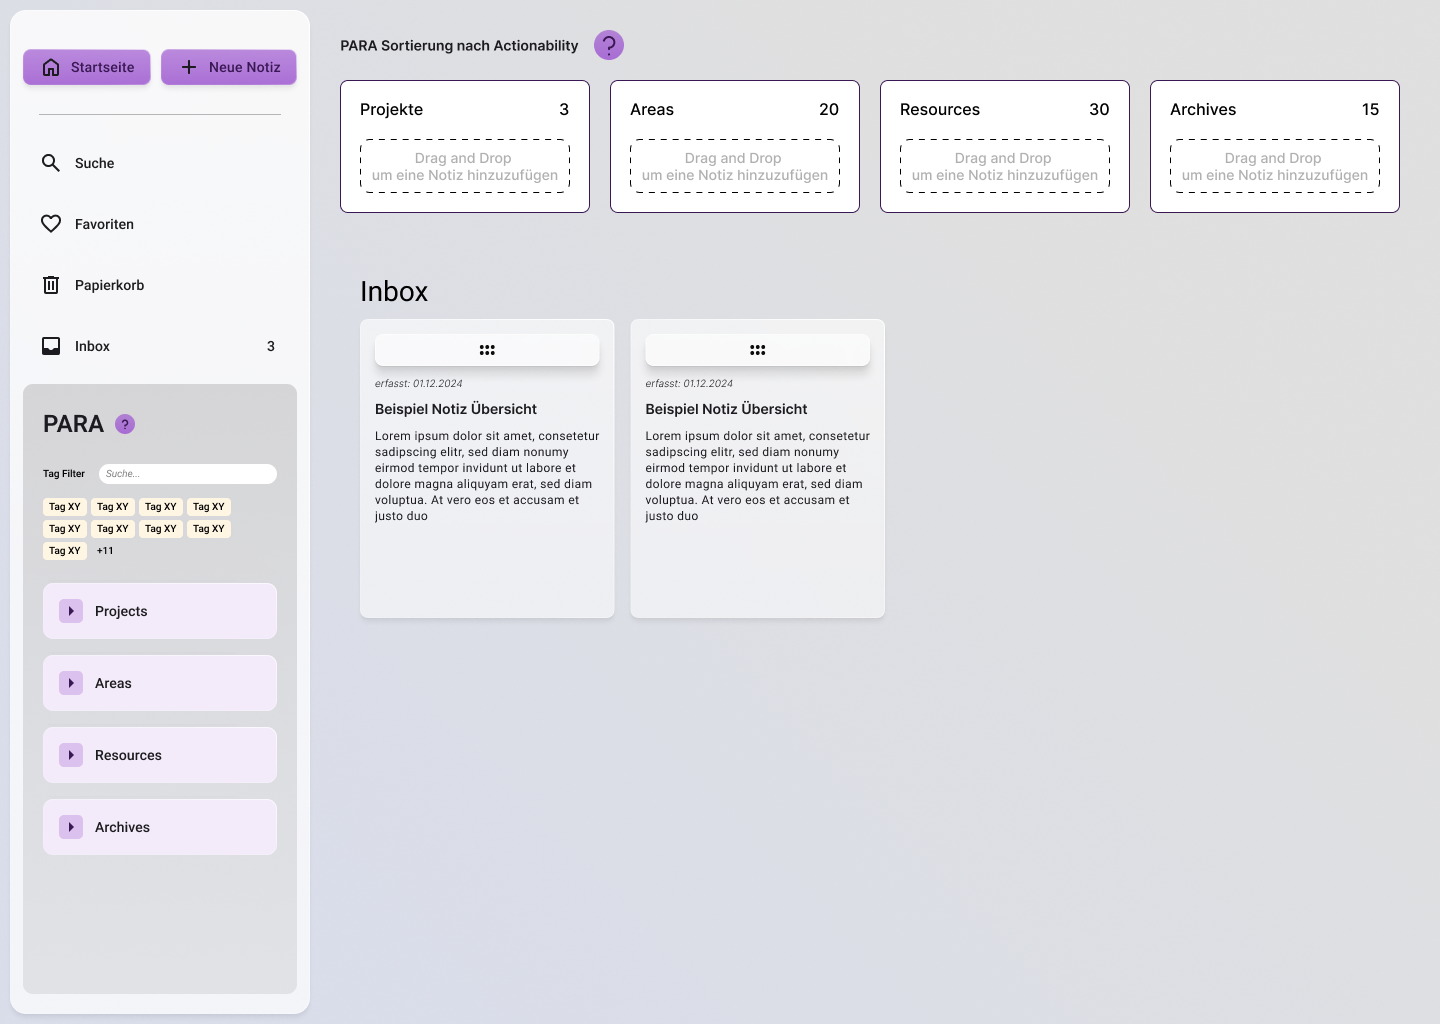 Startseite
Neue Notiz
Suche
Favoriten
Papierkorb
Inbox 3
PARA ?
Tag Filter Suche...
Tag XY Tag XY Tag XY Tag XY
Tag XY Tag XY Tag XY Tag XY
Tag XY +11
Projects
Areas
Resources
Archives
PARA Sortierung nach Actionability ?
Projekte 3
Drag and Drop
um eine Notiz hinzuzufügen
Areas 20
Drag and Drop
um eine Notiz hinzuzufügen
Resources 30
Drag and Drop
um eine Notiz hinzuzufügen
Archives 15
Drag and Drop
um eine Notiz hinzuzufügen
Inbox
erfasst: 01.12.2024
Beispiel Notiz Übersicht
Lorem ipsum dolor sit amet, consetetur
sadipscing elitr, sed diam nonumy
eirmod tempor invidunt ut labore et
dolore magna aliquyam erat, sed diam
voluptua. At vero eos et accusam et
justo duo
erfasst: 01.12.2024
Beispiel Notiz Übersicht
Lorem ipsum dolor sit amet, consetetur
sadipscing elitr, sed diam nonumy
eirmod tempor invidunt ut labore et
dolore magna aliquyam erat, sed diam
voluptua. At vero eos et accusam et
justo duo